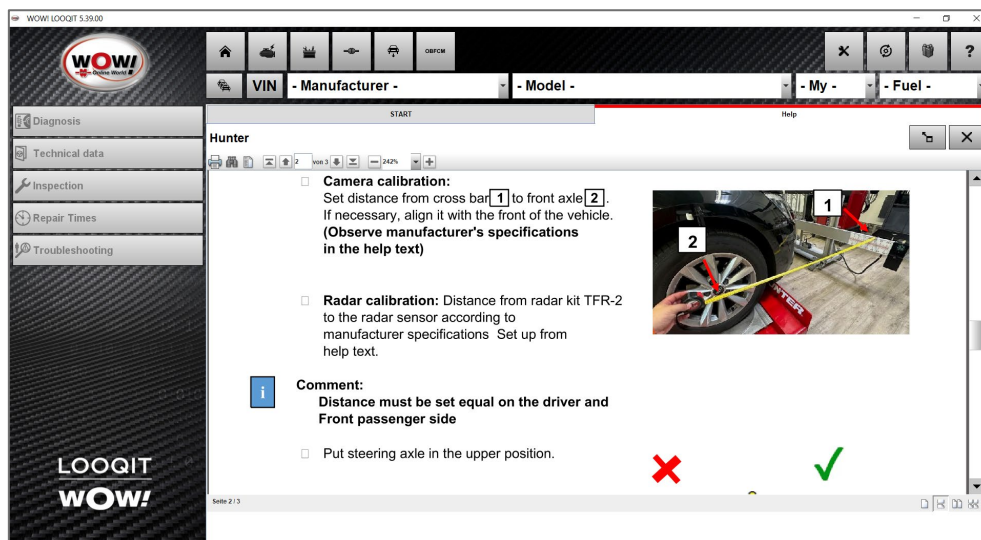 WOW! LOOQIT 5.39.00
WOW!
Online World
OBFCM
?
VIN
- Manufacturer -
- Model -
- My -
- Fuel -
START
Help
Diagnosis
Technical data
Inspection
Repair Times
Troubleshooting
LOOQIT
WOW!
Hunter
2 von 3
242%
Camera calibration:
Set distance from cross bar 1 to front axle 2.
If necessary, align it with the front of the vehicle.
(Observe manufacturer's specifications
in the help text)
1
2
Radar calibration: Distance from radar kit TFR-2
to the radar sensor according to
manufacturer specifications Set up from
help text.
i
Comment:
Distance must be set equal on the driver and
Front passenger side
Put steering axle in the upper position.
Seite 2 / 3